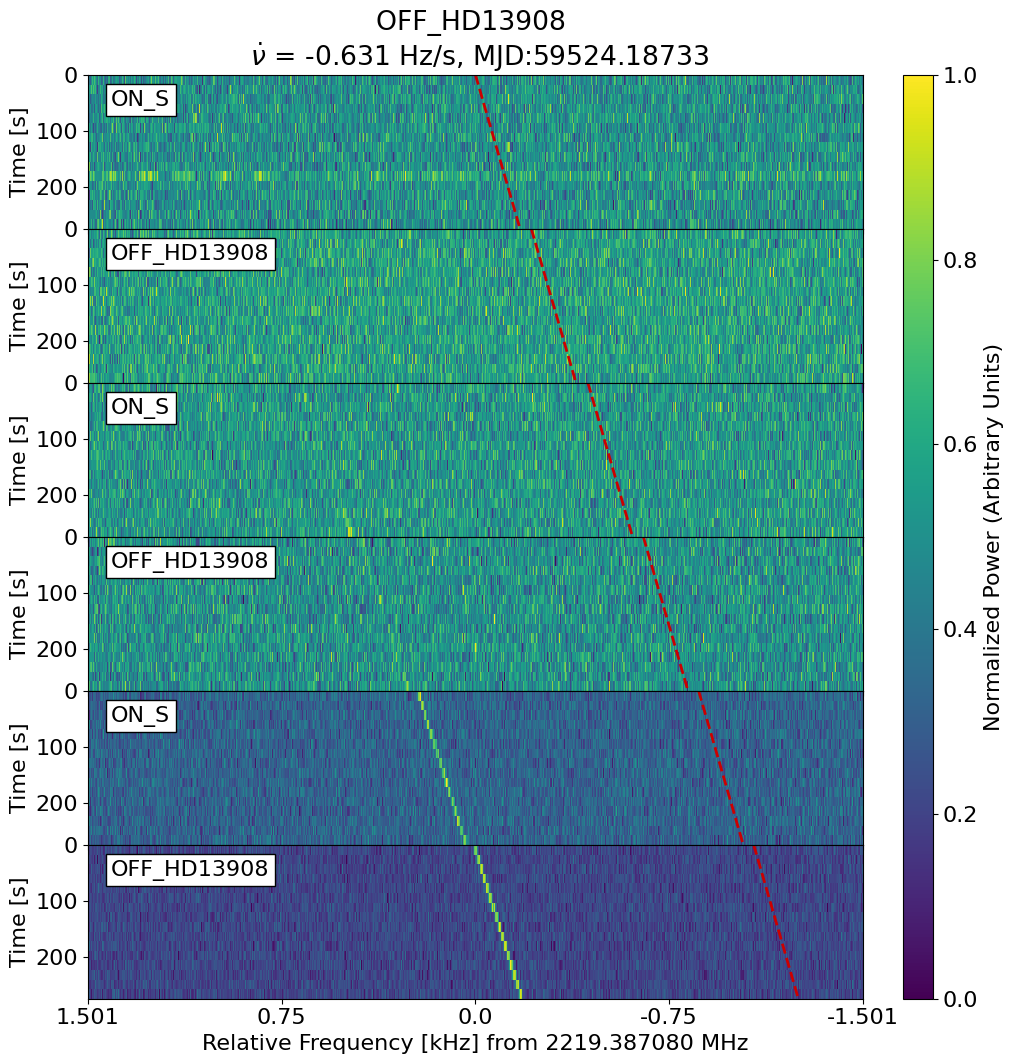 OFF_HD13908
ν̇ = -0.631 Hz/s, MJD:59524.18733
ON_S
OFF_HD13908
ON_S
OFF_HD13908
ON_S
OFF_HD13908
Time [s]
Time [s]
Time [s]
Time [s]
Time [s]
Time [s]
0
100
200
0
100
200
0
100
200
0
100
200
0
100
200
0
100
200
1.501
0.75
0.0
-0.75
-1.501
Relative Frequency [kHz] from 2219.387080 MHz
1.0
0.8
0.6
0.4
0.2
0.0
Normalized Power (Arbitrary Units)